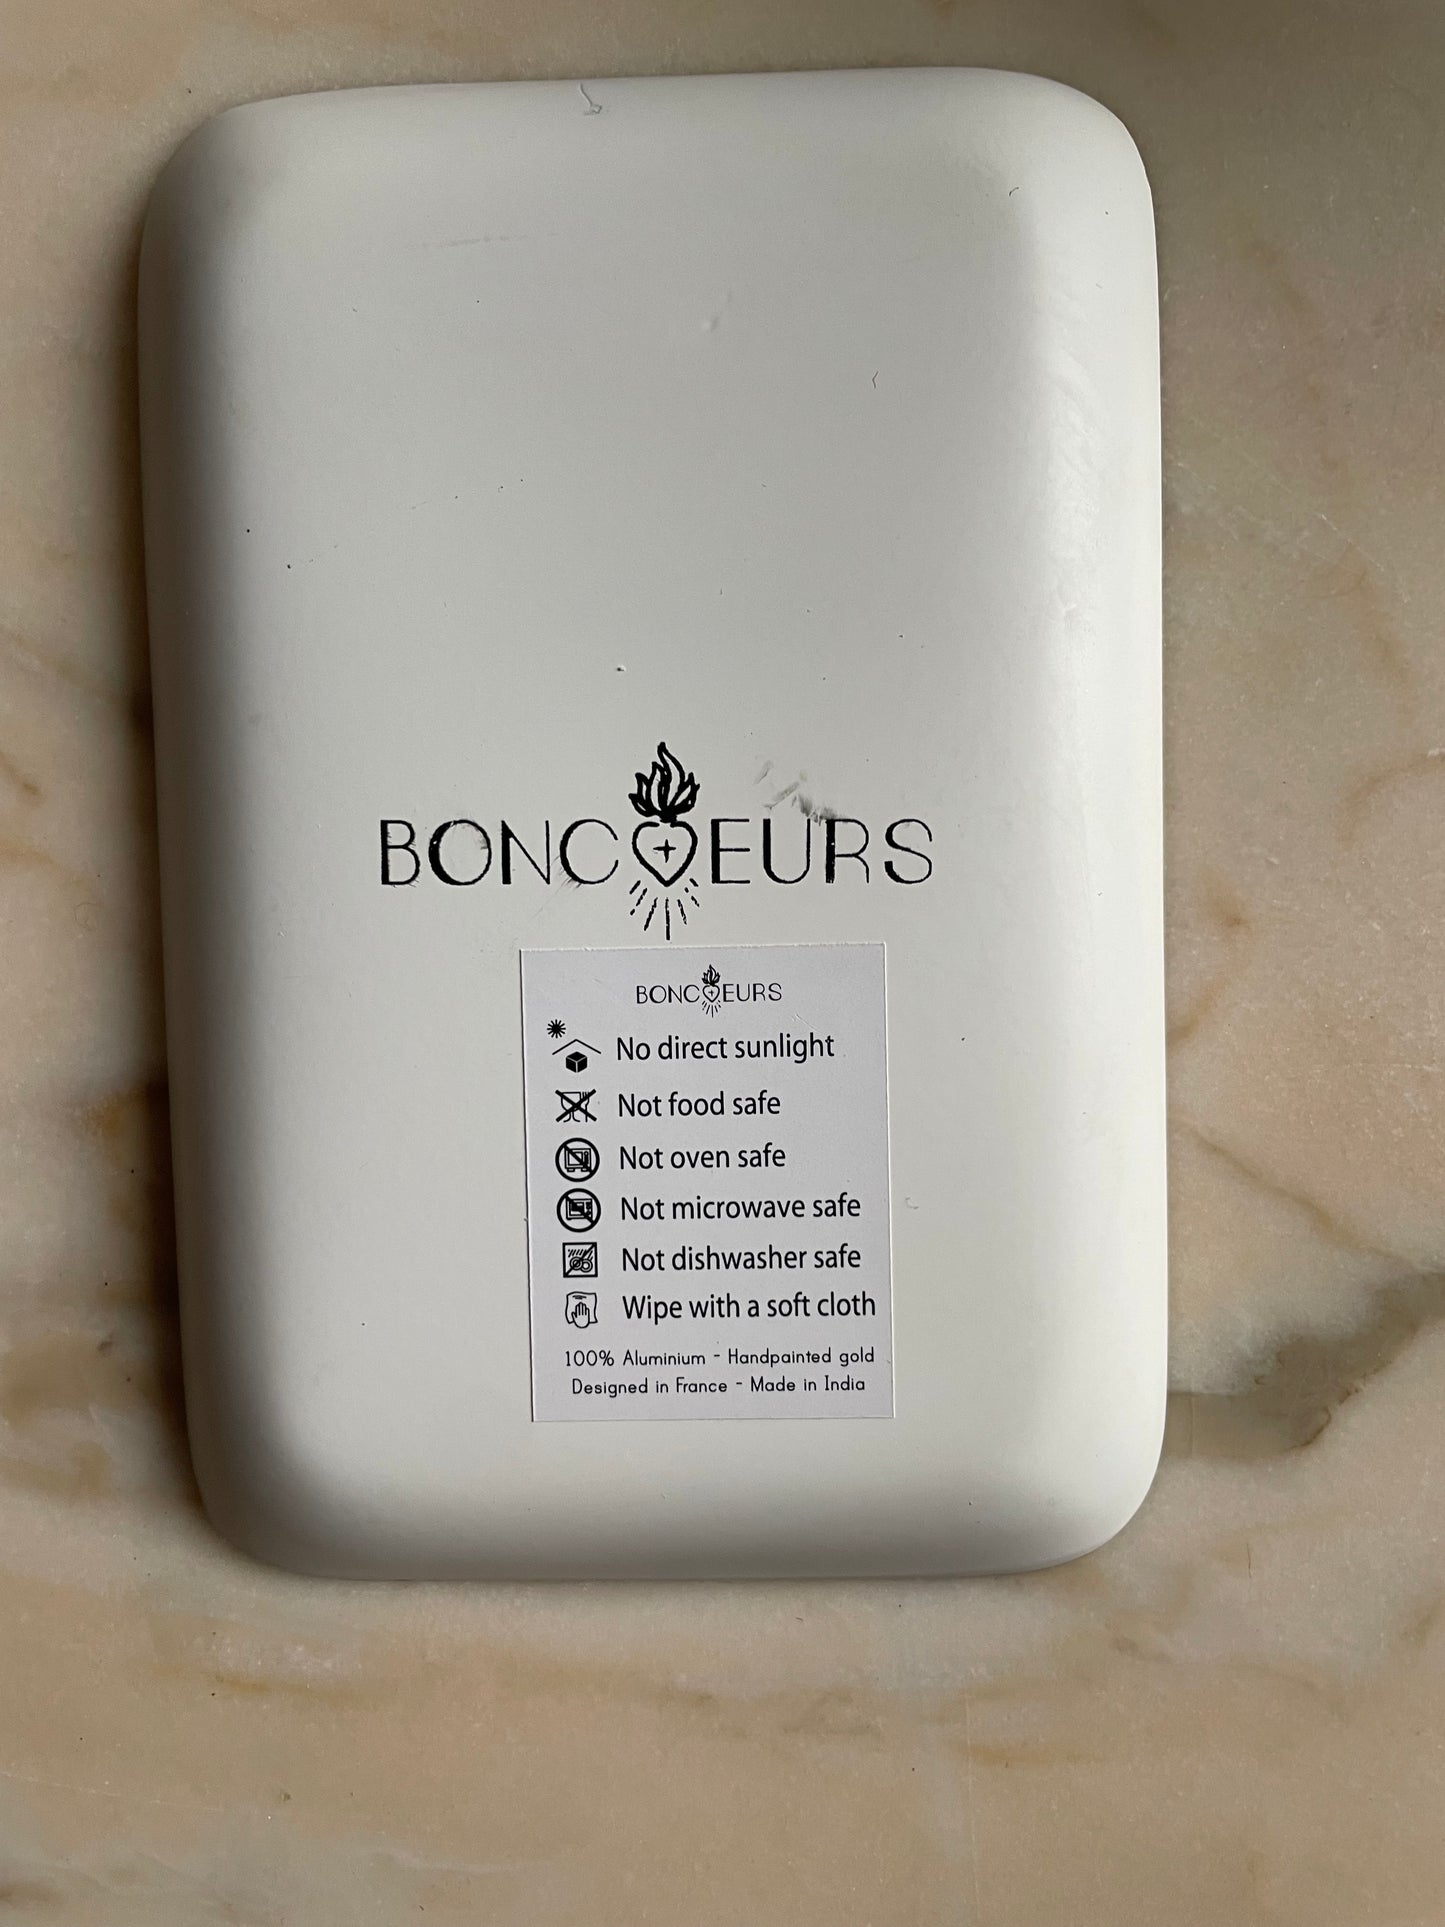 BONCOEURS
BONCOEURS
No direct sunlight
Not food safe
Not oven safe
Not microwave safe
Not dishwasher safe
Wipe with a soft cloth
100% Aluminium - Handpainted gold
Designed in France - Made in India